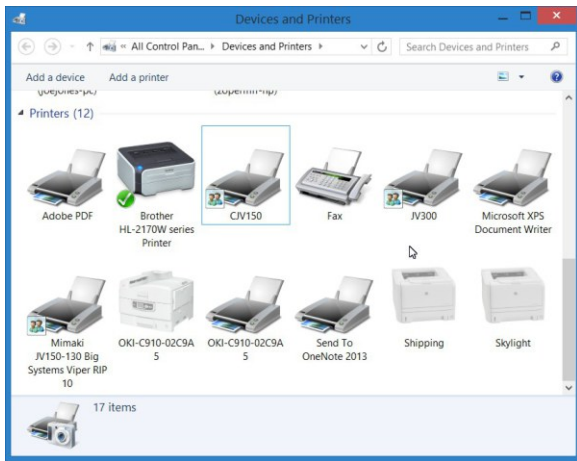 Devices and Printers
All Control Pan... Devices and Printers Search Devices and Printers
Add a device Add a printer
(joejones-pc)
Printers (12)
Adobe PDF
Brother
HL-2170W series
Printer
CJV150
Fax
JV300
Microsoft XPS
Document Writer
Mimaki
JV150-130 Big
Systems Viper RIP
10
OKI-C910-02C9A
5
OKI-C910-02C9A
5
Send To
OneNote 2013
Shipping
Skylight
17 items